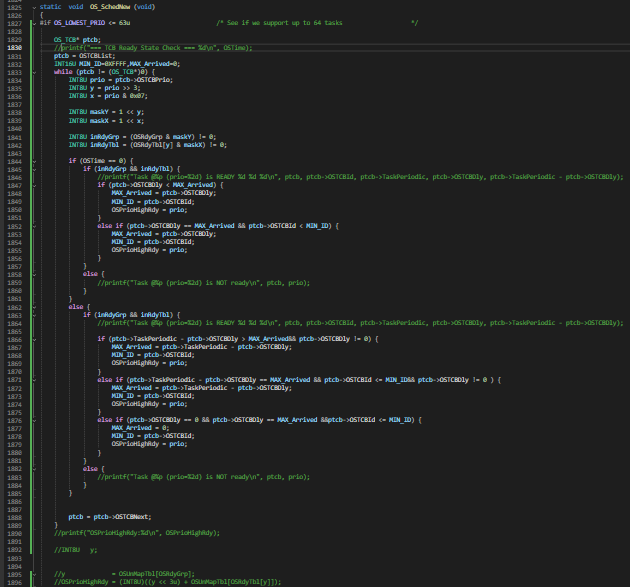 1825 static  void  OS_SchedNew (void)
1826 {
1827 #if OS_LOWEST_PRIO <= 63u                        /* See if we support up to 64 tasks                   */
1828
1829 OS_TCB* ptcb;
1830 //printf("=== TCB Ready State Check === %d\n", OSTime);
1831 ptcb = OSTCBList;
1832 INT16U MIN_ID=0XFFFF,MAX_Arrived=0;
1833 while (ptcb != (OS_TCB*)0) {
1834 INT8U prio = ptcb->OSTCBPrio;
1835 INT8U y = prio >> 3;
1836 INT8U x = prio & 0x07;
1837
1838 INT8U maskY = 1 << y;
1839 INT8U maskX = 1 << x;
1840
1841 INT8U inRdyGrp = (OSRdyGrp & maskY) != 0;
1842 INT8U inRdyTbl = (OSRdyTbl[y] & maskX) != 0;
1843
1844 if (OSTime == 0) {
1845 if (inRdyGrp && inRdyTbl) {
1846 //printf("Task @%p (prio=%2d) is READY %d %d %d\n", ptcb, ptcb->OSTCBId, ptcb->TaskPeriodic, ptcb->OSTCBDly, ptcb->TaskPeriodic - ptcb->OSTCBDly);
1847 if (ptcb->OSTCBDly < MAX_Arrived) {
1848 MAX_Arrived = ptcb->OSTCBDly;
1849 MIN_ID = ptcb->OSTCBId;
1850 OSPrioHighRdy = prio;
1851 }
1852 else if (ptcb->OSTCBDly == MAX_Arrived && ptcb->OSTCBId < MIN_ID) {
1853 MAX_Arrived = ptcb->OSTCBDly;
1854 MIN_ID = ptcb->OSTCBId;
1855 OSPrioHighRdy = prio;
1856 }
1857 }
1858 else {
1859 //printf("Task @%p (prio=%2d) is NOT ready\n", ptcb, prio);
1860 }
1861 }
1862 else {
1863 if (inRdyGrp && inRdyTbl) {
1864 //printf("Task @%p (prio=%2d) is READY %d %d %d\n", ptcb, ptcb->OSTCBId, ptcb->TaskPeriodic, ptcb->OSTCBDly, ptcb->TaskPeriodic - ptcb->OSTCBDly);
1865
1866 if (ptcb->TaskPeriodic - ptcb->OSTCBDly > MAX_Arrived&& ptcb->OSTCBDly != 0) {
1867 MAX_Arrived = ptcb->TaskPeriodic - ptcb->OSTCBDly;
1868 MIN_ID = ptcb->OSTCBId;
1869 OSPrioHighRdy = prio;
1870 }
1871 else if (ptcb->TaskPeriodic - ptcb->OSTCBDly == MAX_Arrived && ptcb->OSTCBId <= MIN_ID&& ptcb->OSTCBDly != 0 ) {
1872 MAX_Arrived = ptcb->TaskPeriodic - ptcb->OSTCBDly;
1873 MIN_ID = ptcb->OSTCBId;
1874 OSPrioHighRdy = prio;
1875 }
1876 else if (ptcb->OSTCBDly == 0 && ptcb->OSTCBDly == MAX_Arrived &&ptcb->OSTCBId <= MIN_ID) {
1877 MAX_Arrived = 0;
1878 MIN_ID = ptcb->OSTCBId;
1879 OSPrioHighRdy = prio;
1880 }
1881 }
1882 else {
1883 //printf("Task @%p (prio=%2d) is NOT ready\n", ptcb, prio);
1884 }
1885 }
1886
1887
1888 ptcb = ptcb->OSTCBNext;
1889 }
1890 //printf("OSPrioHighRdy:%d\n", OSPrioHighRdy);
1891
1892 //INT8U   y;
1893
1894
1895 //y            = OSUnMapTbl[OSRdyGrp];
1896 //OSPrioHighRdy = (INT8U)((y << 3u) + OSUnMapTbl[OSRdyTbl[y]]);